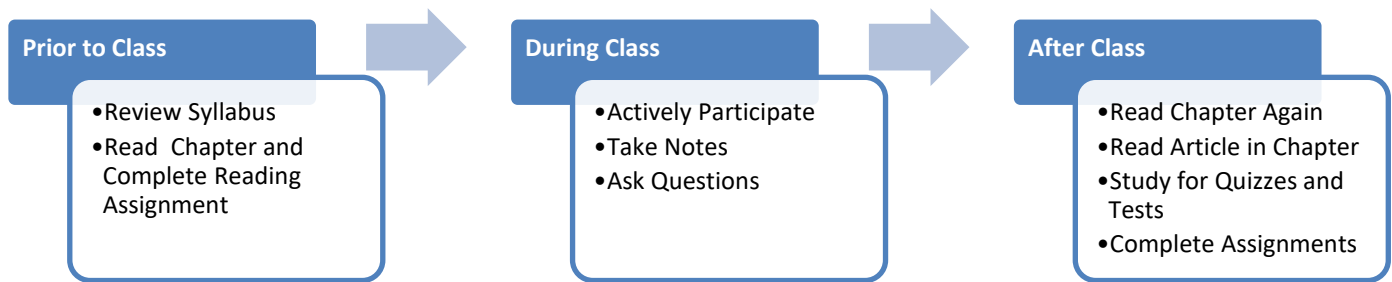 Prior to Class
•Review Syllabus
•Read Chapter and
Complete Reading
Assignment
During Class
•Actively Participate
•Take Notes
•Ask Questions
After Class
•Read Chapter Again
•Read Article in Chapter
•Study for Quizzes and
Tests
•Complete Assignments